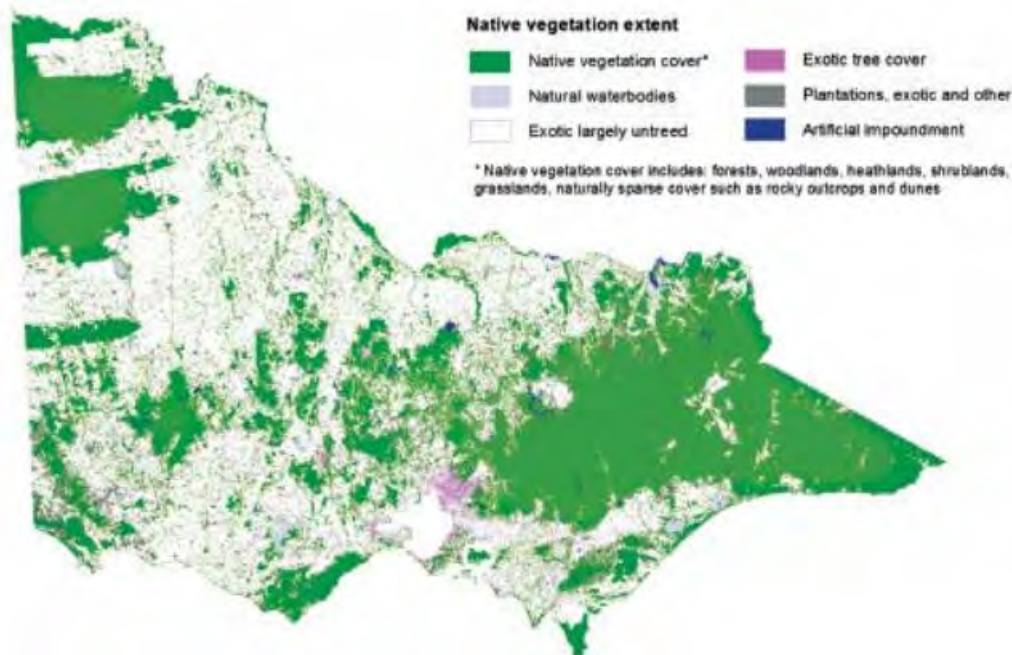 Native vegetation extent
Native vegetation cover*
Exotic tree cover
Natural waterbodies
Plantations, exotic and other
Exotic largely untreed
Artificial impoundment
* Native vegetation cover includes: forests, woodlands, heathlands, shrublands,
grasslands, naturally sparse cover such as rocky outcrops and dunes